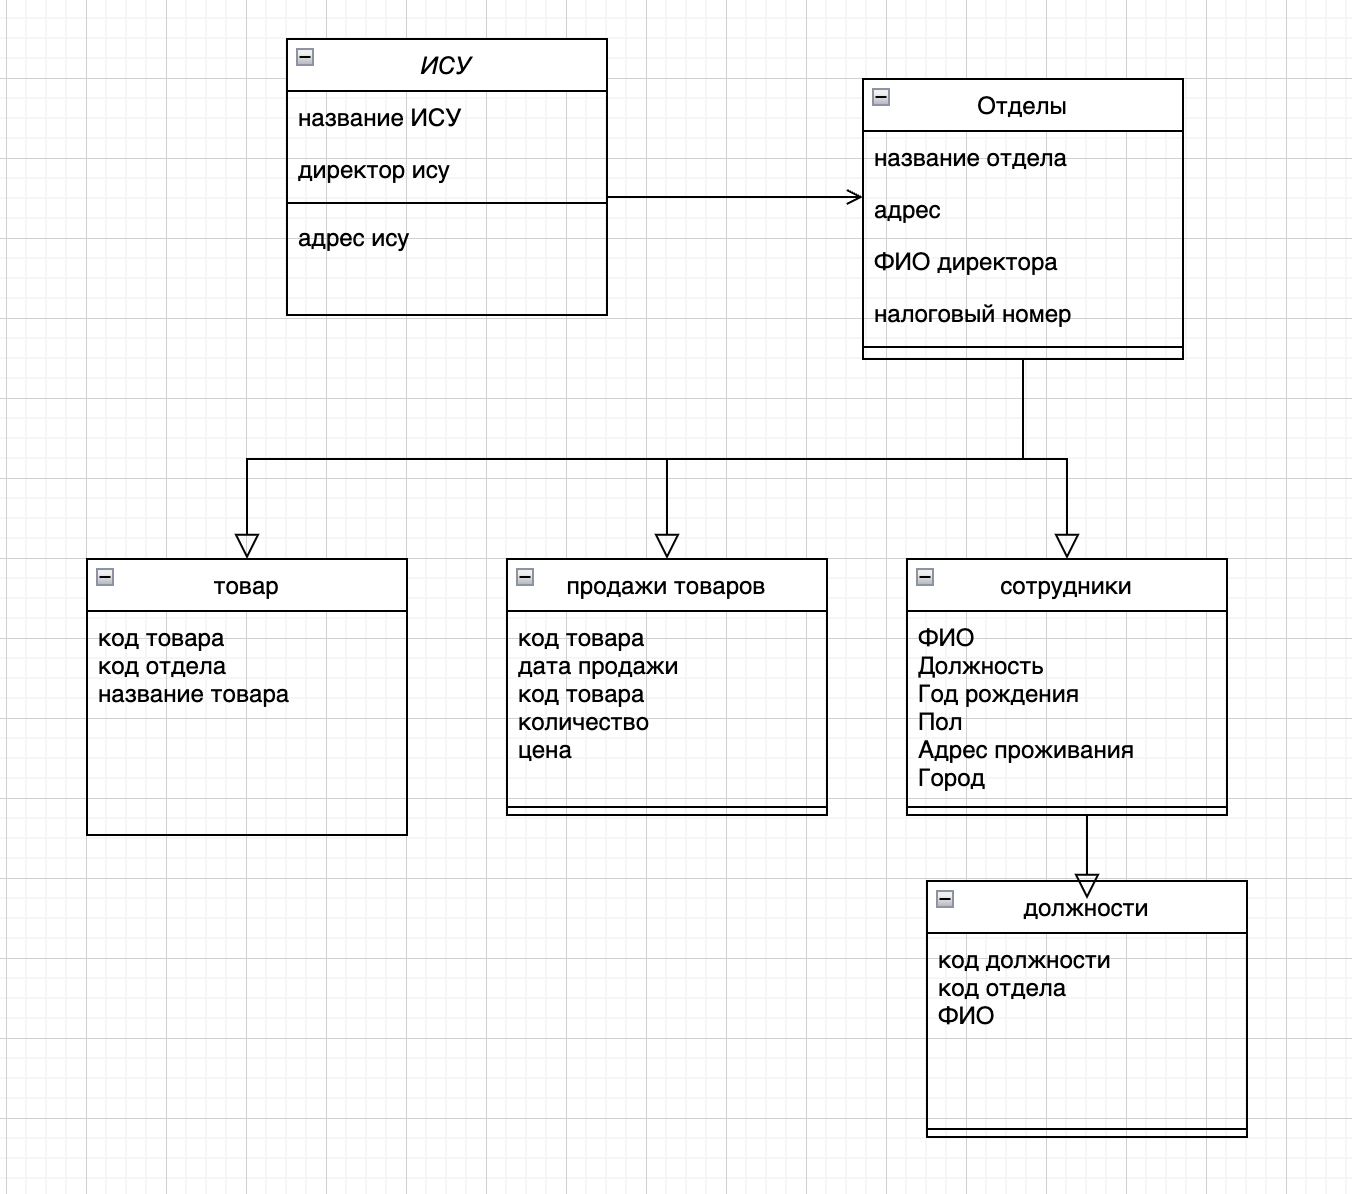 ИСУ
название ИСУ
директор ису
адрес ису
Отделы
название отдела
адрес
ФИО директора
налоговый номер
товар
код товара
код отдела
название товара
продажи товаров
код товара
дата продажи
код товара
количество
цена
сотрудники
ФИО
Должность
Год рождения
Пол
Адрес проживания
Город
должности
код должности
код отдела
ФИО